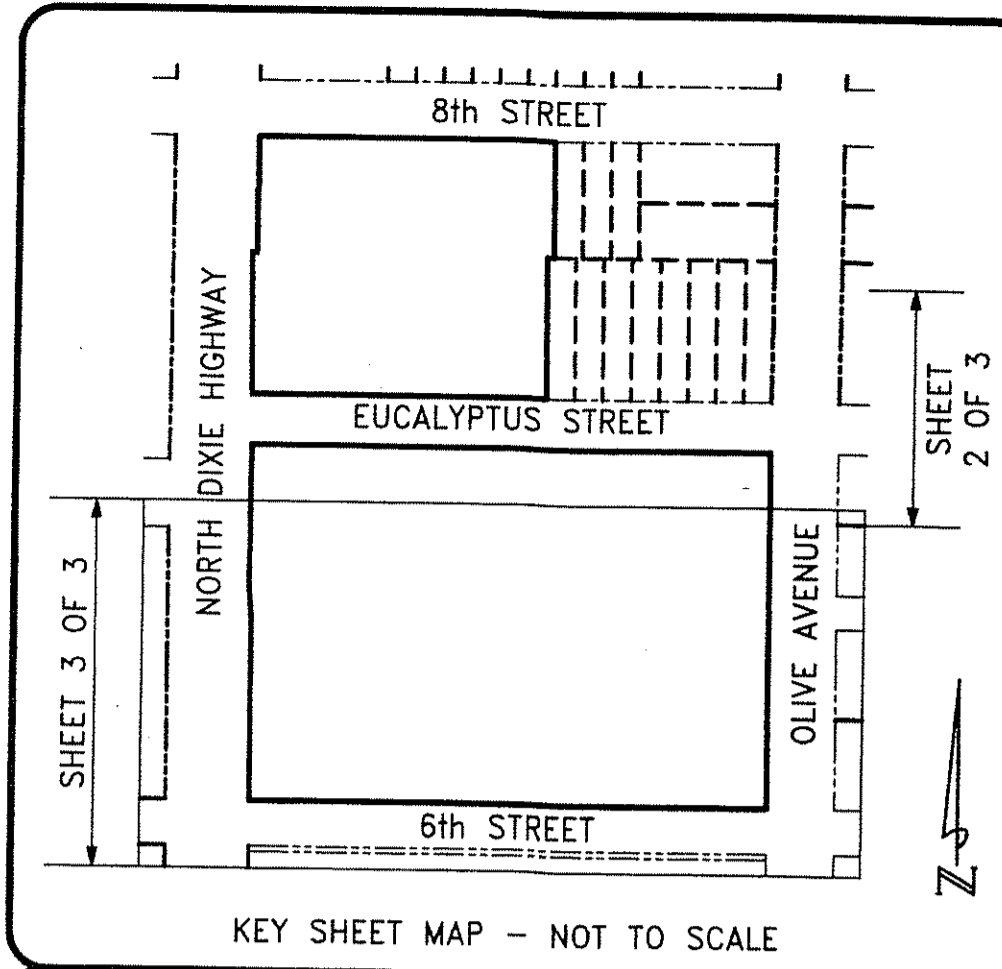 8th STREET
NORTH DIXIE HIGHWAY
EUCALYPTUS STREET
SHEET
2 OF 3
SHEET 3 OF 3
OLIVE AVENUE
6th STREET
Z
KEY SHEET MAP – NOT TO SCALE